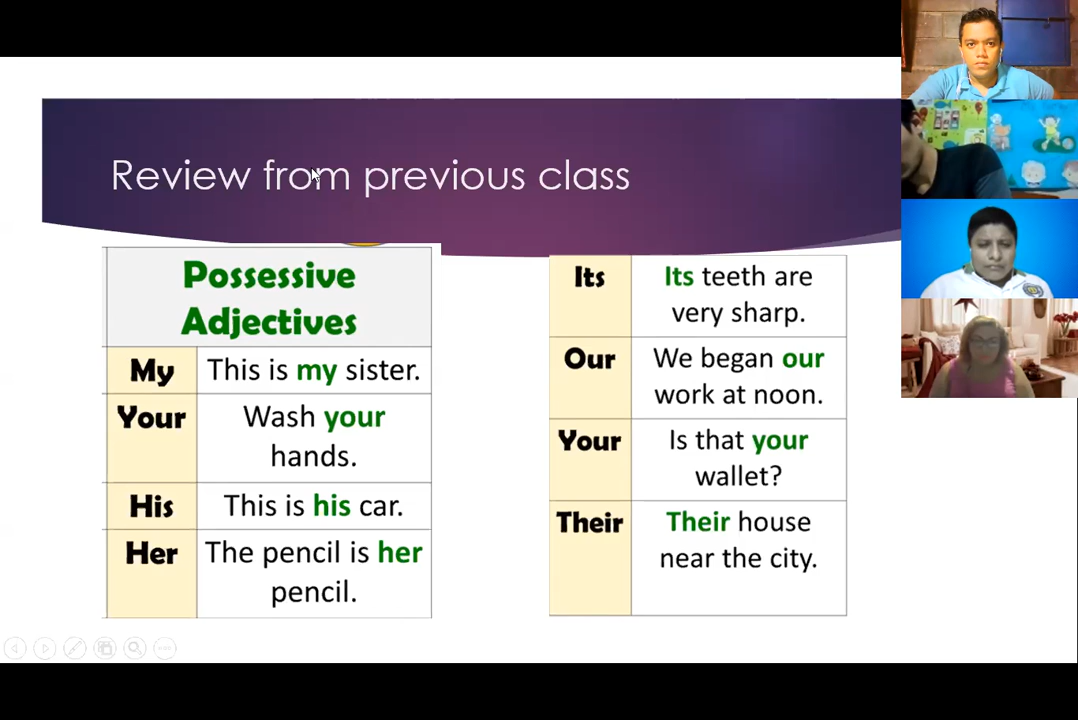 Review from previous class
Possessive
Adjectives
My
This is my sister.
Your
Wash your
hands.
His
This is his car.
Her
The pencil is her
pencil.
Its
Its teeth are
very sharp.
Our
We began our
work at noon.
Your
Is that your
wallet?
Their
Their house
near the city.